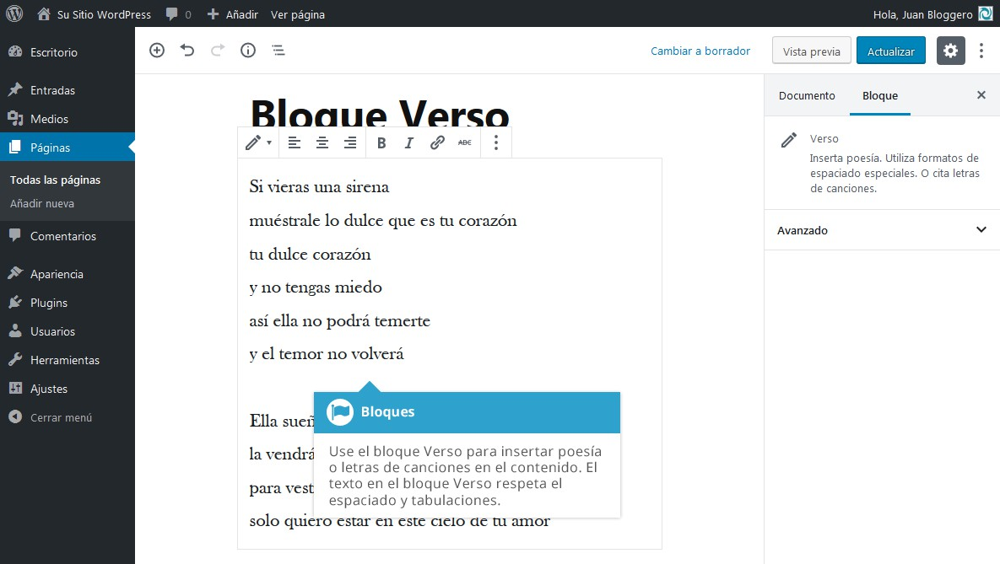 Su Sitio WordPress 0 Añadir Ver página Hola, Juan Bloggero
Escritorio
Entradas
Medios
Páginas
Todas las páginas
Añadir nueva
Comentarios
Apariencia
Plugins
Usuarios
Herramientas
Ajustes
Cerrar menú
Cambiar a borrador Vista previa Actualizar
Bloque Verso
B I ABC
Si vieras una sirena
muéstrale lo dulce que es tu corazón
tu dulce corazón
y no tengas miedo
así ella no podrá temerte
y el temor no volverá
Ella
la vendrá
para
solo quiero estar en este cielo de tu amor
Bloques
Use el bloque Verso para insertar poesía
o letras de canciones en el contenido. El
texto en el bloque Verso respeta el
espaciado y tabulaciones.
Documento Bloque
Verso
Inserta poesía. Utiliza formatos de
espaciado especiales. O cita letras
de canciones.
Avanzado